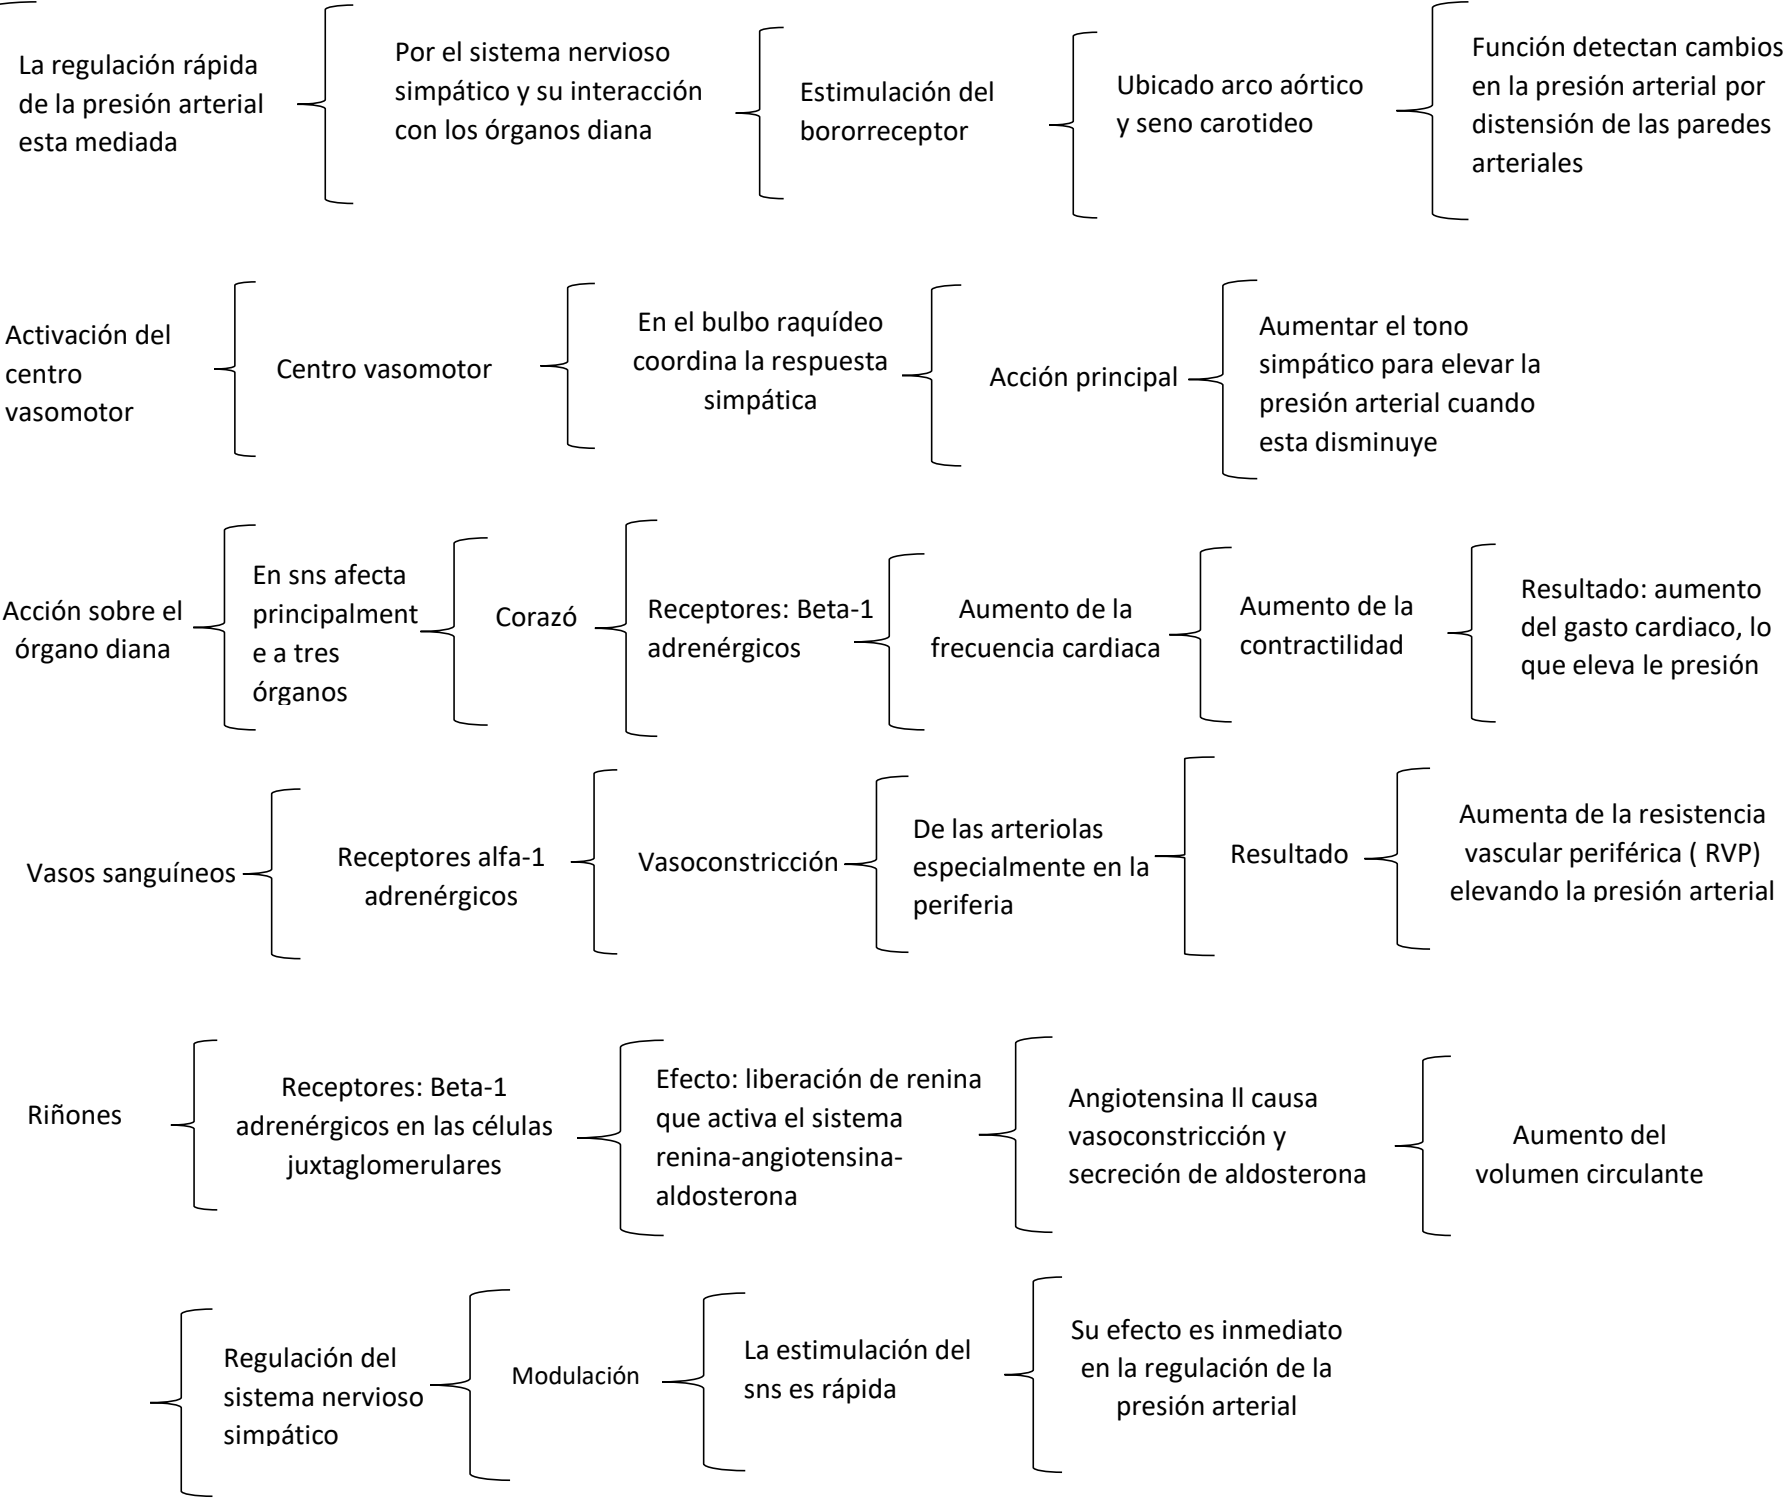 La regulación rápida
de la presión arterial
esta mediada
Por el sistema nervioso
simpático y su interacción
con los órganos diana
Estimulación del
bororreceptor
Ubicado arco aórtico
y seno carotideo
Función detectan cambios
en la presión arterial por
distensión de las paredes
arteriales
Activación del
centro
vasomotor
Centro vasomotor
En el bulbo raquídeo
coordina la respuesta
simpática
Acción principal
Aumentar el tono
simpático para elevar la
presión arterial cuando
esta disminuye
Acción sobre el
órgano diana
En sns afecta
principalment
e a tres
órganos
Corazó
Receptores: Beta-1
adrenérgicos
Aumento de la
frecuencia cardiaca
Aumento de la
contractilidad
Resultado: aumento
del gasto cardiaco, lo
que eleva le presión
Vasos sanguíneos
Receptores alfa-1
adrenérgicos
Vasoconstricción
De las arteriolas
especialmente en la
periferia
Resultado
Aumenta de la resistencia
vascular periférica ( RVP)
elevando la presión arterial
Riñones
Receptores: Beta-1
adrenérgicos en las células
juxtaglomerulares
Efecto: liberación de renina
que activa el sistema
renina-angiotensina-
aldosterona
Angiotensina ll causa
vasoconstricción y
secreción de aldosterona
Aumento del
volumen circulante
Regulación del
sistema nervioso
simpático
Modulación
La estimulación del
sns es rápida
Su efecto es inmediato
en la regulación de la
presión arterial